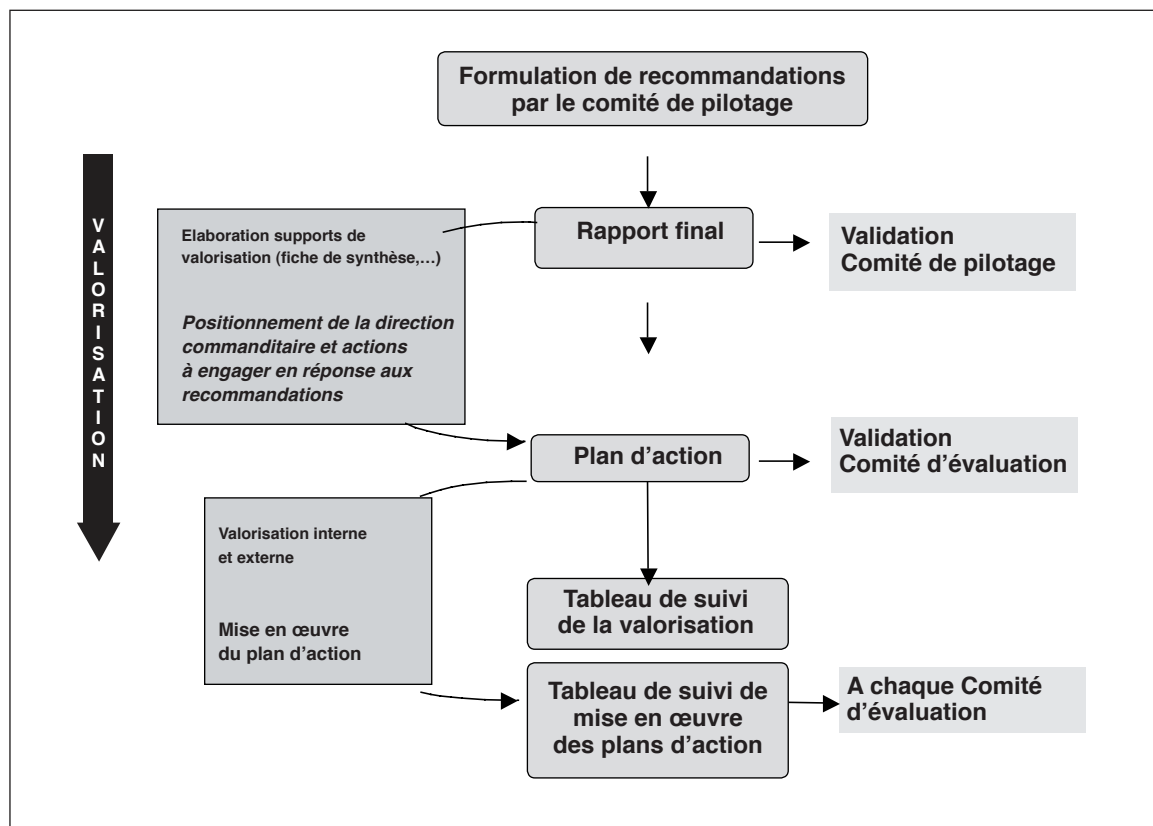 Formulation de recommandations
par le comité de pilotage
VALORISATION
Elaboration supports de
valorisation (fiche de synthèse,...)
Positionnement de la direction
commanditaire et actions
à engager en réponse aux
recommandations
Rapport final
Validation
Comité de pilotage
Plan d'action
Validation
Comité d'évaluation
Valorisation interne
et externe
Mise en œuvre
du plan d'action
Tableau de suivi
de la valorisation
Tableau de suivi de
mise en œuvre
des plans d'action
A chaque Comité
d'évaluation